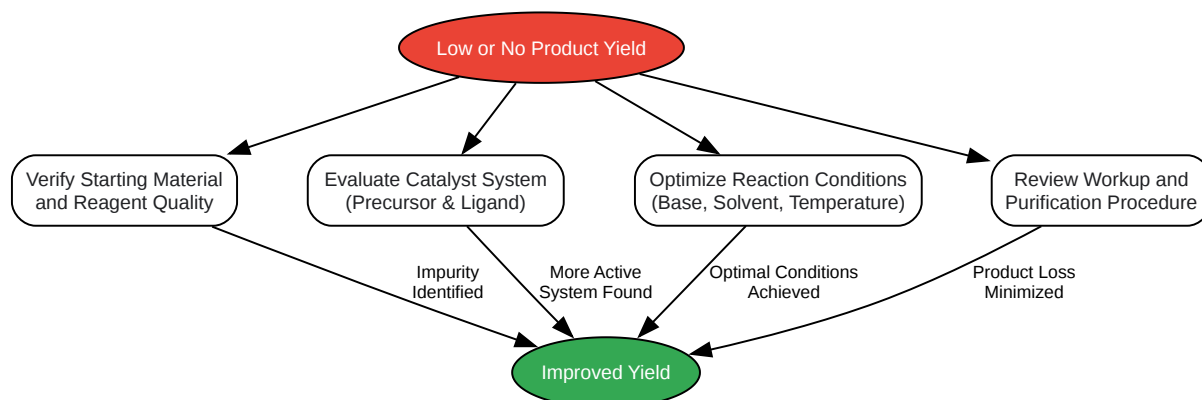 Low or No Product Yield
Verify Starting Material
and Reagent Quality
Evaluate Catalyst System
(Precursor & Ligand)
Optimize Reaction Conditions
(Base, Solvent, Temperature)
Review Workup and
Purification Procedure
Impurity
Identified
More Active
System Found
Optimal Conditions
Achieved
Product Loss
Minimized
Improved Yield